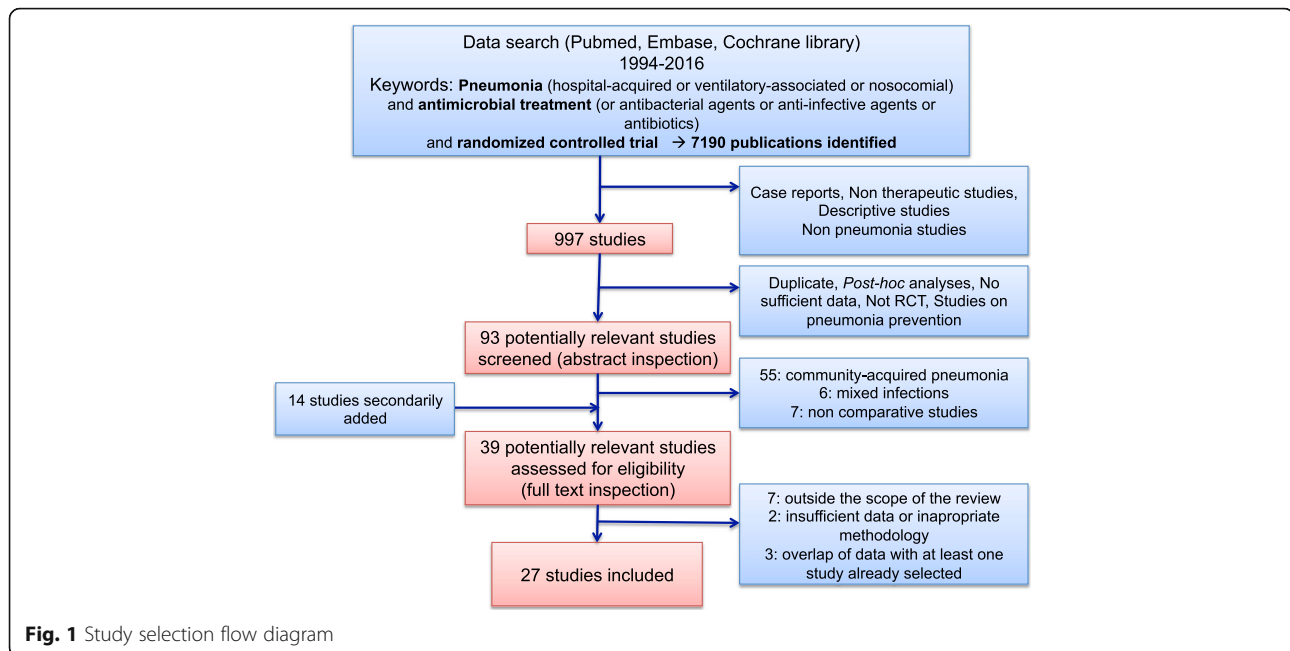 Data search (Pubmed, Embase, Cochrane library)
1994-2016
Keywords: Pneumonia (hospital-acquired or ventilatory-associated or nosocomial)
and antimicrobial treatment (or antibacterial agents or anti-infective agents or
antibiotics)
and randomized controlled trial → 7190 publications identified
Case reports, Non therapeutic studies,
Descriptive studies
Non pneumonia studies
997 studies
Duplicate, Post-hoc analyses, No
sufficient data, Not RCT, Studies on
pneumonia prevention
93 potentially relevant studies
screened (abstract inspection)
55: community-acquired pneumonia
6: mixed infections
7: non comparative studies
14 studies secondarily
added
39 potentially relevant studies
assessed for eligibility
(full text inspection)
7: outside the scope of the review
2: insufficient data or inapropriate
methodology
3: overlap of data with at least one
study already selected
27 studies included
Fig. 1 Study selection flow diagram